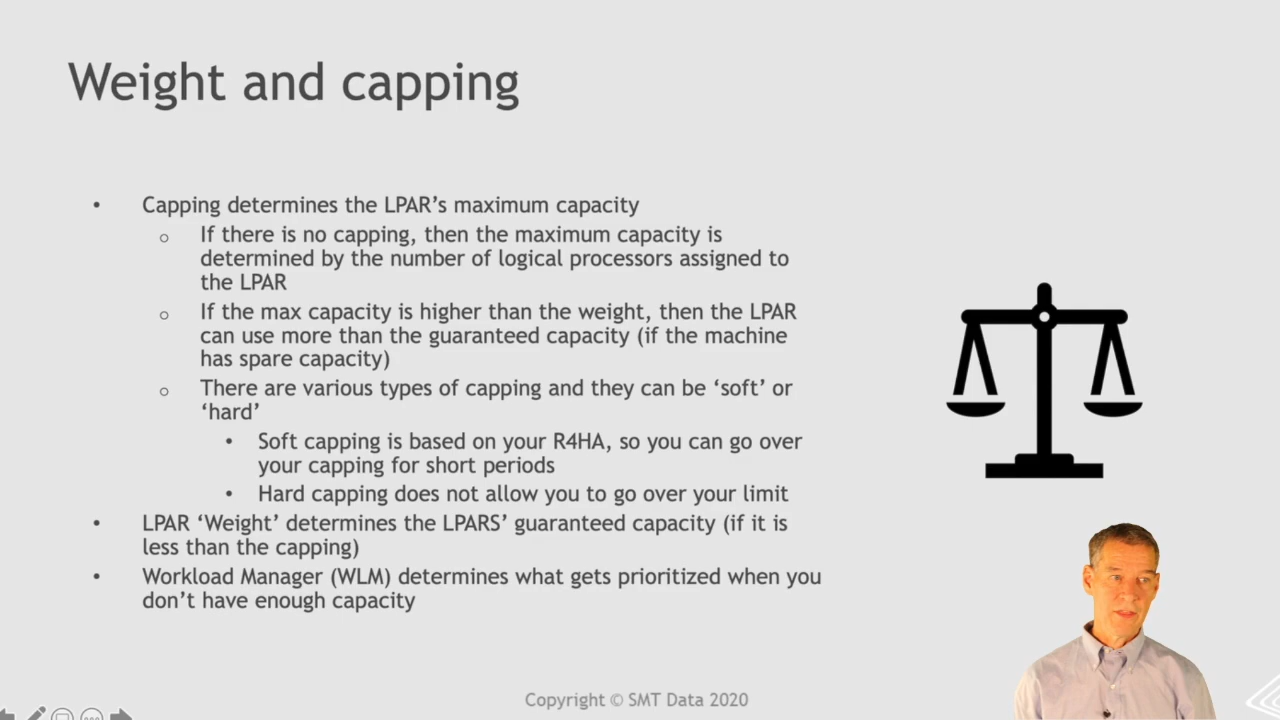 Weight and capping
• Capping determines the LPAR’s maximum capacity
o If there is no capping, then the maximum capacity is
determined by the number of logical processors assigned to
the LPAR
o If the max capacity is higher than the weight, then the LPAR
can use more than the guaranteed capacity (if the machine
has spare capacity)
o There are various types of capping and they can be ‘soft’ or
‘hard’
• Soft capping is based on your R4HA, so you can go over
your capping for short periods
• Hard capping does not allow you to go over your limit
• LPAR ‘Weight’ determines the LPARS’ guaranteed capacity (if it is
less than the capping)
• Workload Manager (WLM) determines what gets prioritized when you
don’t have enough capacity
Copyright © SMT Data 2020